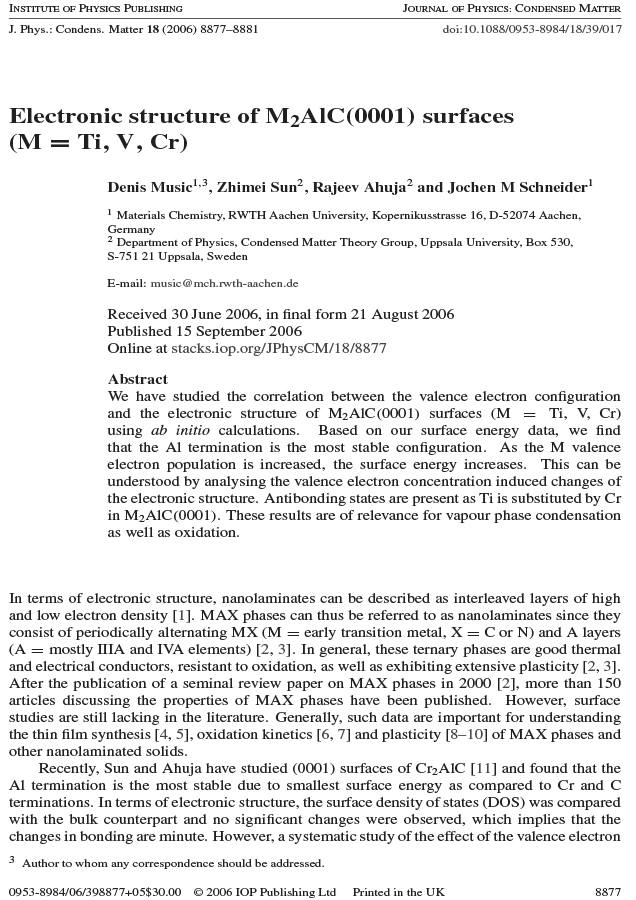 INSTITUTE OF PHYSICS PUBLISHING
JOURNAL OF PHYSICS: CONDENSED MATTER
J. Phys.: Condens. Matter 18 (2006) 8877–8881
doi:10.1088/0953-8984/18/39/017
Electronic structure of M₂AlC(0001) surfaces
(M = Ti, V, Cr)
Denis Music¹,³, Zhimei Sun², Rajeev Ahuja² and Jochen M Schneider¹
¹ Materials Chemistry, RWTH Aachen University, Kopernikusstrasse 16, D-52074 Aachen,
Germany
² Department of Physics, Condensed Matter Theory Group, Uppsala University, Box 530,
S-751 21 Uppsala, Sweden
E-mail: music@mch.rwth-aachen.de
Received 30 June 2006, in final form 21 August 2006
Published 15 September 2006
Online at stacks.iop.org/JPhysCM/18/8877
Abstract
We have studied the correlation between the valence electron configuration
and the electronic structure of M₂AlC(0001) surfaces (M = Ti, V, Cr)
using ab initio calculations. Based on our surface energy data, we find
that the Al termination is the most stable configuration. As the M valence
electron population is increased, the surface energy increases. This can be
understood by analysing the valence electron concentration induced changes of
the electronic structure. Antibonding states are present as Ti is substituted by Cr
in M₂AlC(0001). These results are of relevance for vapour phase condensation
as well as oxidation.
In terms of electronic structure, nanolaminates can be described as interleaved layers of high
and low electron density [1]. MAX phases can thus be referred to as nanolaminates since they
consist of periodically alternating MX (M = early transition metal, X = C or N) and A layers
(A = mostly IIIA and IVA elements) [2, 3]. In general, these ternary phases are good thermal
and electrical conductors, resistant to oxidation, as well as exhibiting extensive plasticity [2, 3].
After the publication of a seminal review paper on MAX phases in 2000 [2], more than 150
articles discussing the properties of MAX phases have been published. However, surface
studies are still lacking in the literature. Generally, such data are important for understanding
the thin film synthesis [4, 5], oxidation kinetics [6, 7] and plasticity [8–10] of MAX phases and
other nanolaminated solids.
Recently, Sun and Ahuja have studied (0001) surfaces of Cr₂AlC [11] and found that the
Al termination is the most stable due to smallest surface energy as compared to Cr and C
terminations. In terms of electronic structure, the surface density of states (DOS) was compared
with the bulk counterpart and no significant changes were observed, which implies that the
changes in bonding are minute. However, a systematic study of the effect of the valence electron
³ Author to whom any correspondence should be addressed.
0953-8984/06/398877+05$30.00 © 2006 IOP Publishing Ltd Printed in the UK
8877